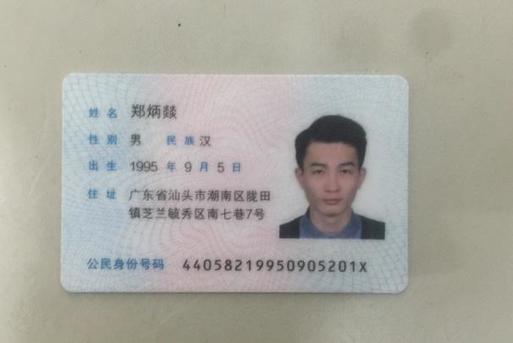 姓名 郑炳燚
性别 男 民族 汉
出生 1995 年 9 月 5 日
住址 广东省汕头市潮南区陇田
镇芝兰毓秀区南七巷7号
公民身份号码 44058219950905201X